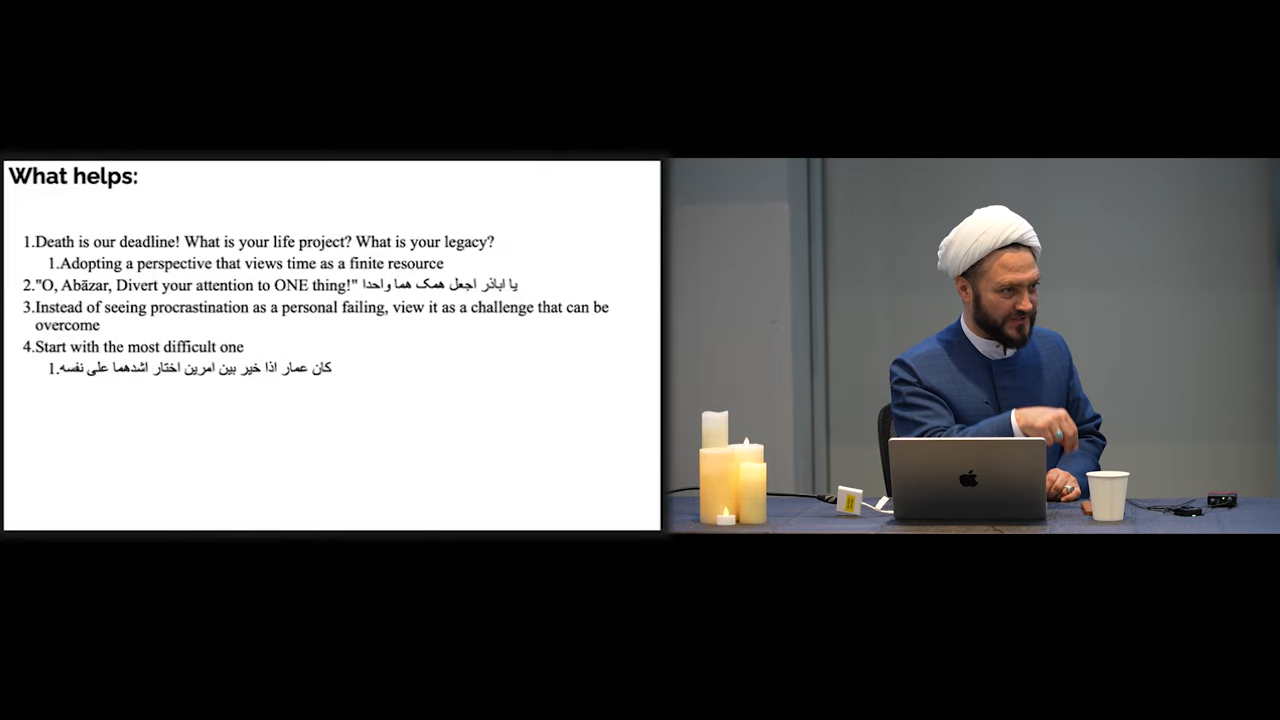 What helps:
1.Death is our deadline! What is your life project? What is your legacy?
1.Adopting a perspective that views time as a finite resource
2."O, Abāzar, Divert your attention to ONE thing!" یا اباذر اجعل همک هما واحدا
3.Instead of seeing procrastination as a personal failing, view it as a challenge that can be
overcome
4.Start with the most difficult one
1.کان عمار اذا خیر بین امرین اختار اشدهما علی نفسه